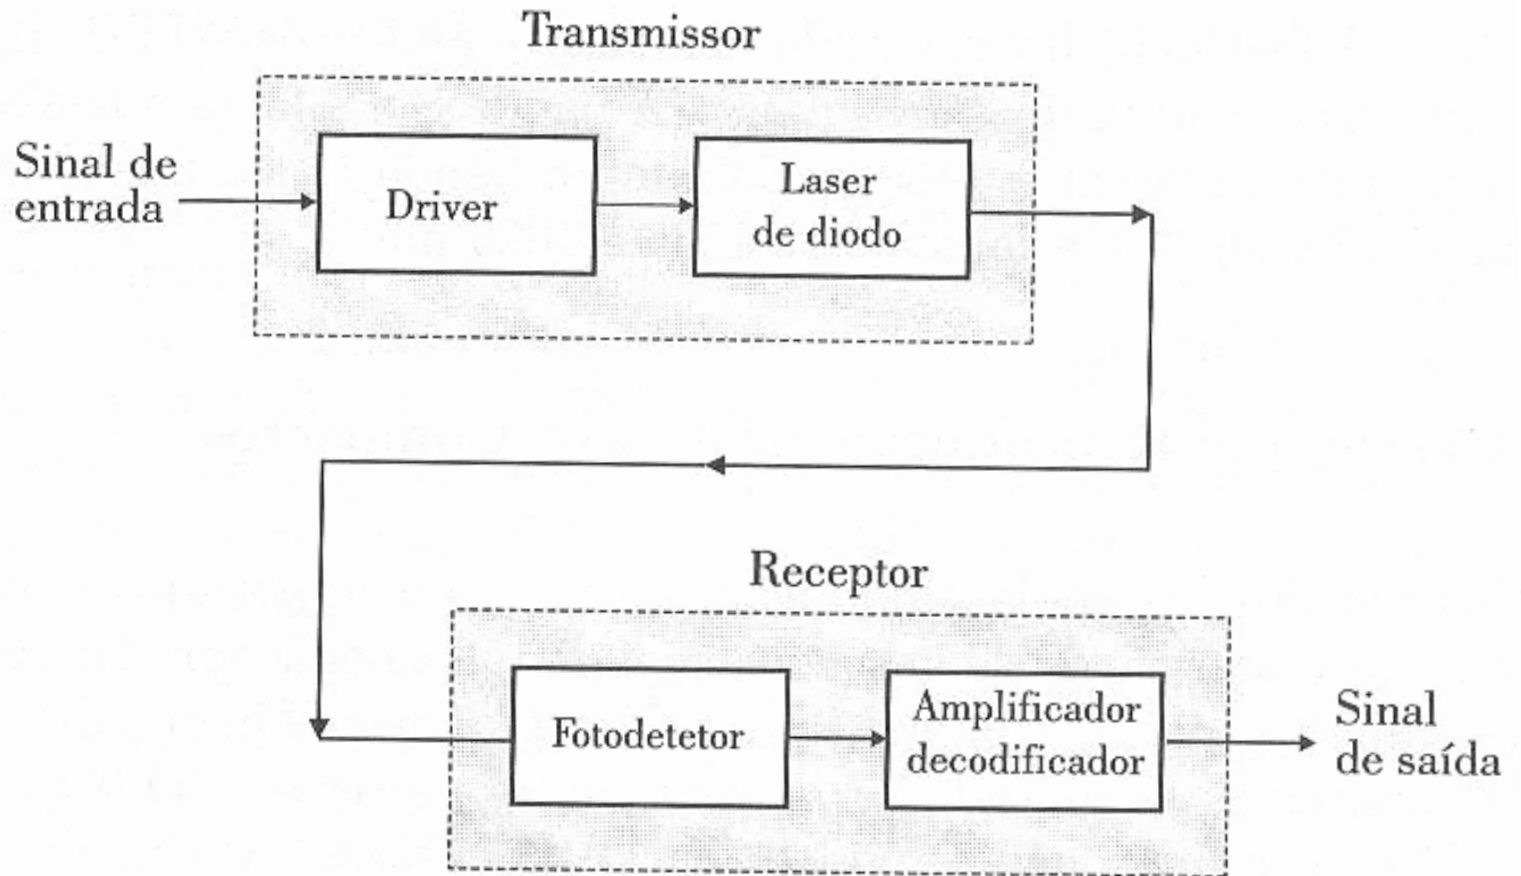 Transmissor
Sinal de
entrada
Driver
Laser
de diodo
Receptor
Fotodetetor
Amplificador
decodificador
Sinal
de saída